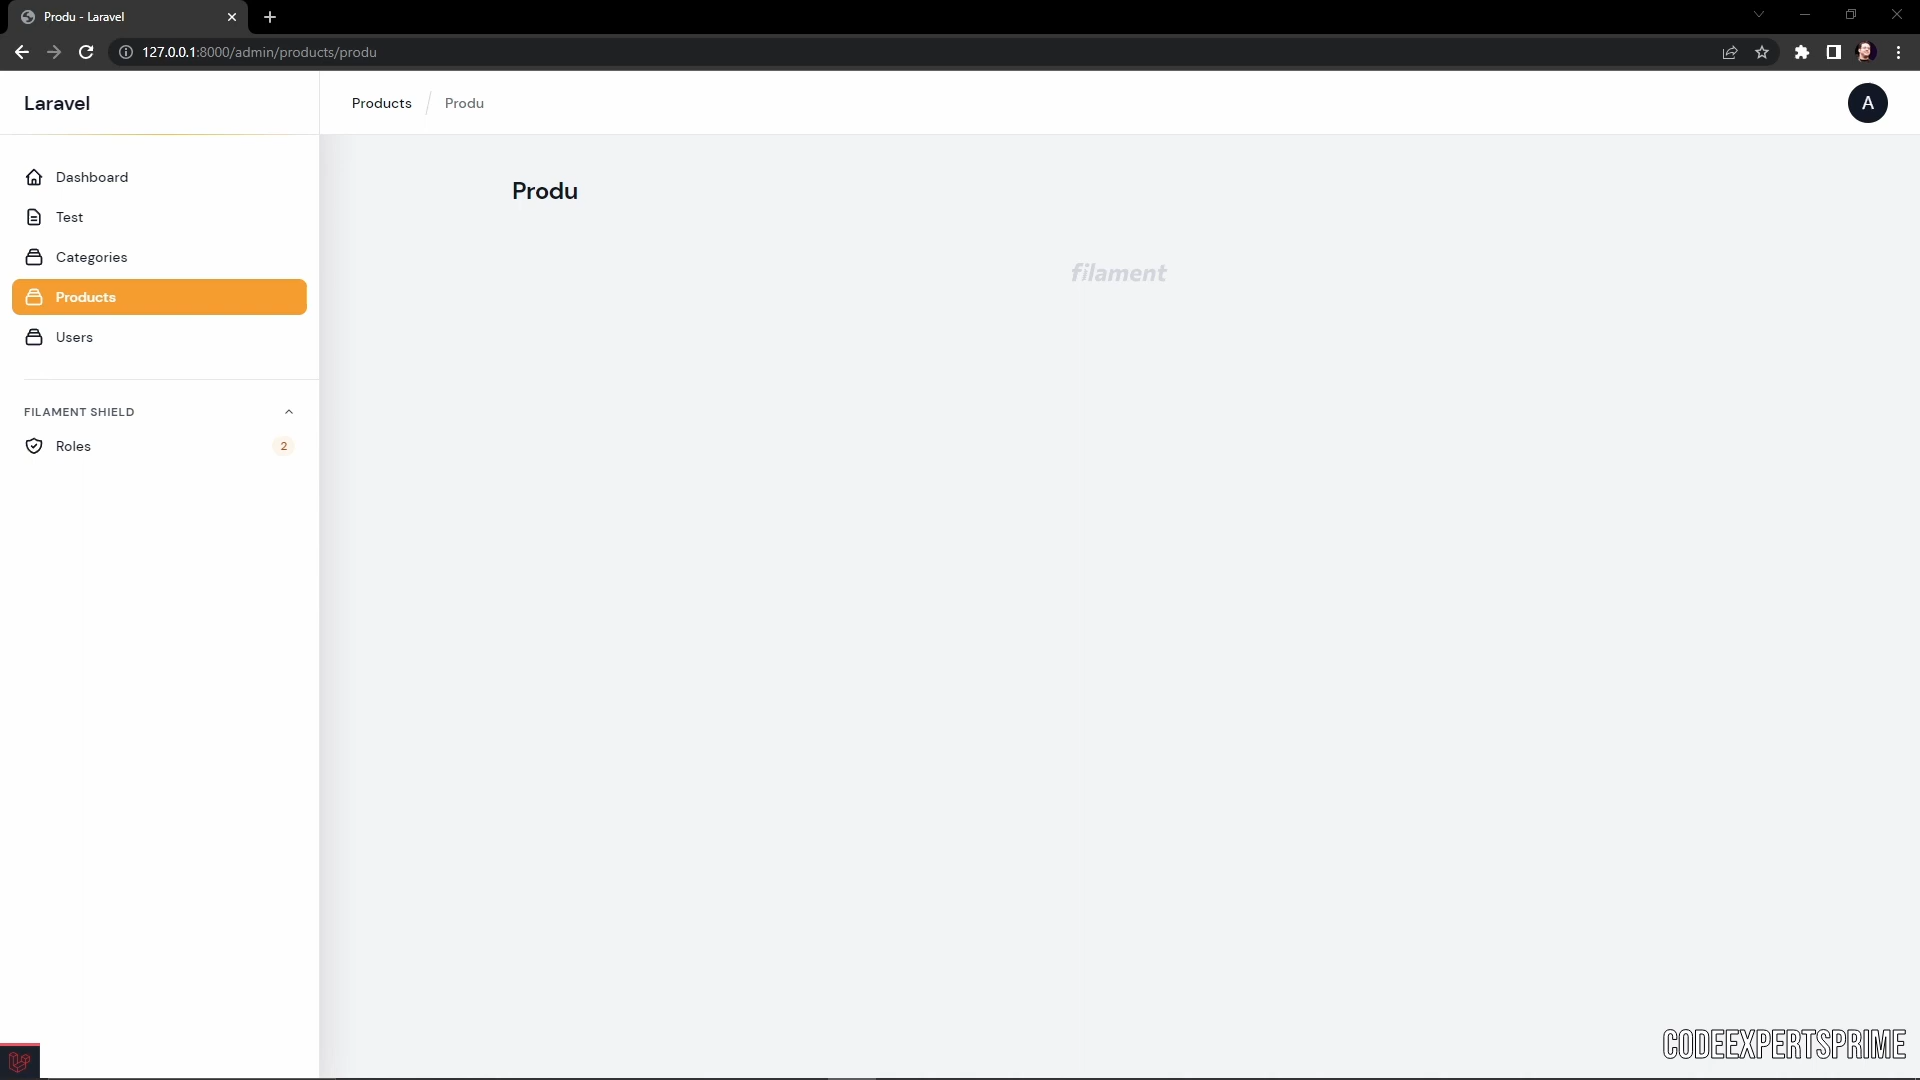 Produ - Laravel
127.0.0.1:8000/admin/products/produ
Laravel
Products / Produ
A
Dashboard
Test
Categories
Products
Users
FILAMENT SHIELD
Roles 2
Produ
filament
CODEEXPERTSPRIME